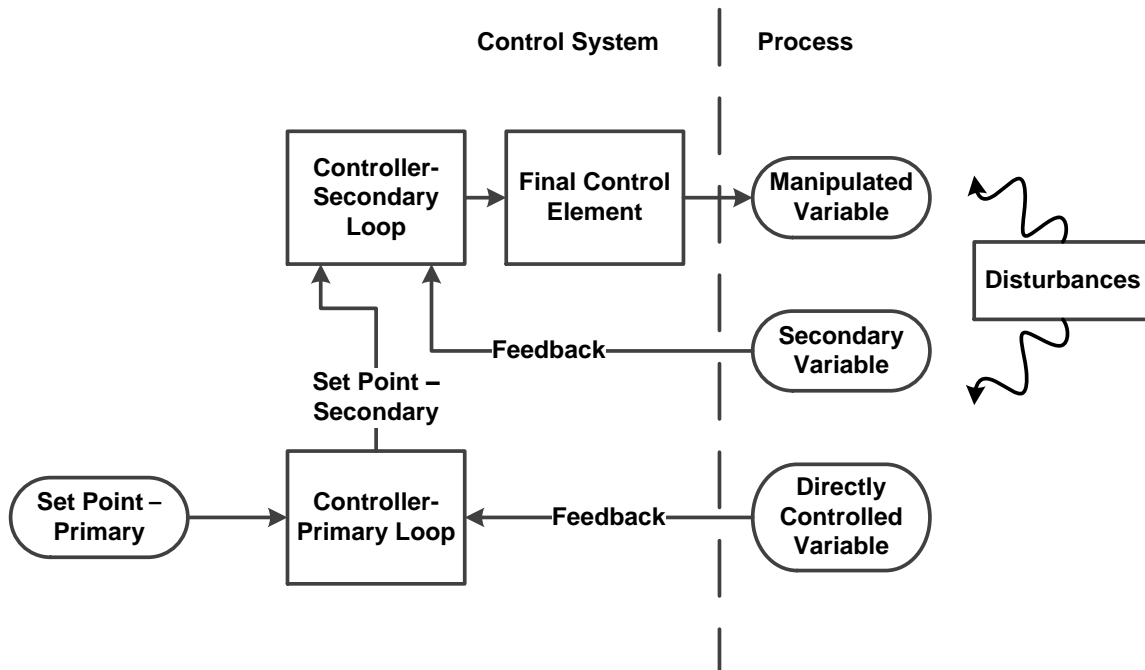 Control System
Process
Controller-
Secondary
Loop
Final Control
Element
Manipulated
Variable
Disturbances
Feedback
Secondary
Variable
Set Point –
Secondary
Set Point –
Primary
Controller-
Primary Loop
Feedback
Directly
Controlled
Variable